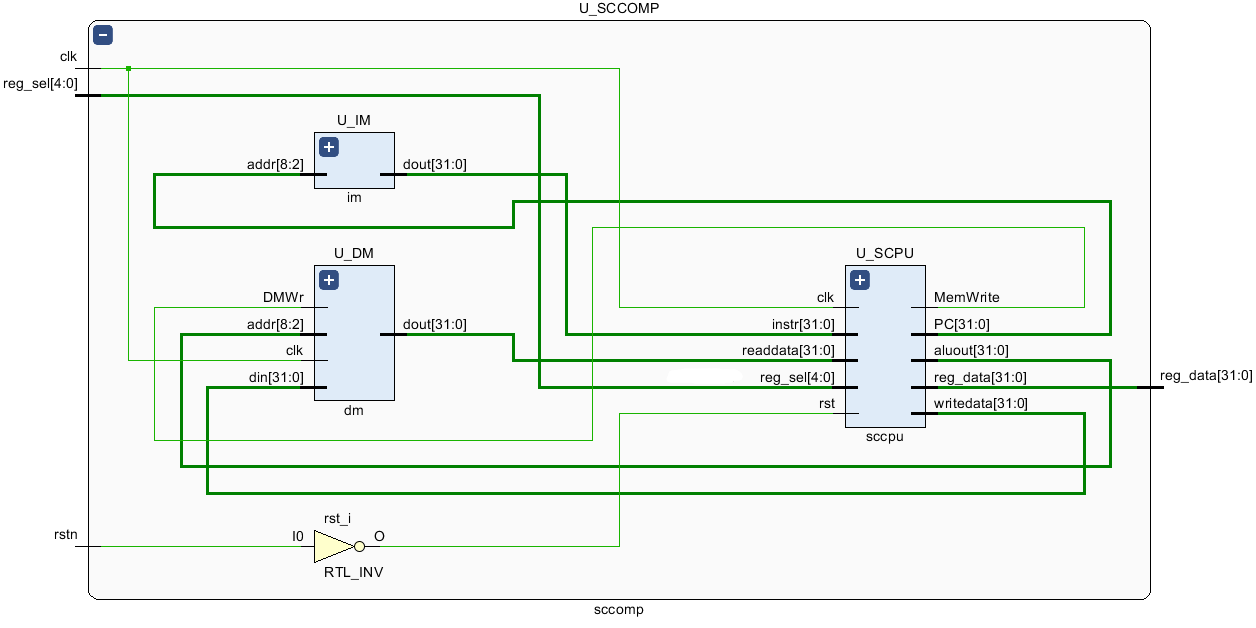 U_SCCOMP
clk
reg_sel[4:0]
U_IM
addr[8:2]
dout[31:0]
im
U_DM
DMWr
addr[8:2]
clk
din[31:0]
dout[31:0]
dm
U_SCPU
clk
instr[31:0]
readdata[31:0]
reg_sel[4:0]
rst
MemWrite
PC[31:0]
aluout[31:0]
reg_data[31:0]
writedata[31:0]
sccpu
reg_data[31:0]
rstn
rst_i
I0
O
RTL_INV
sccomp